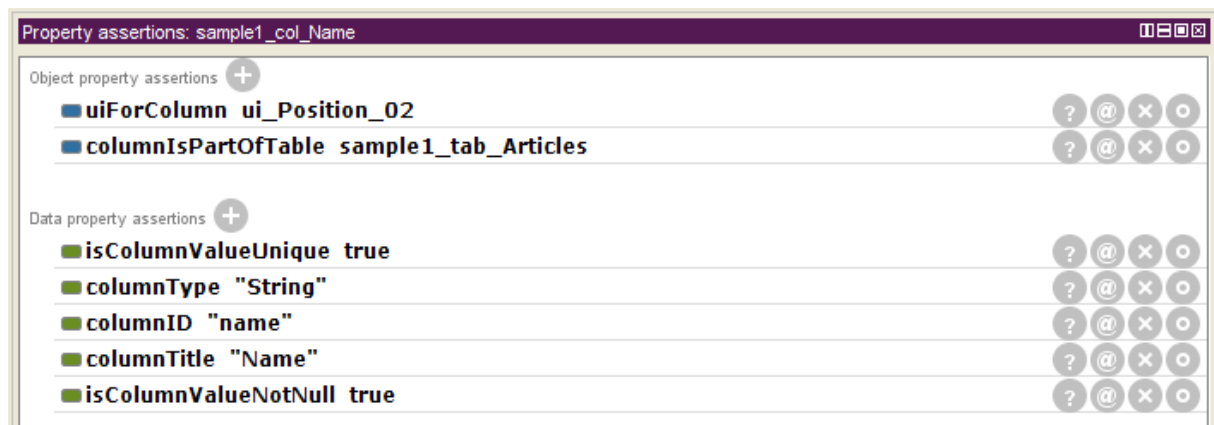 Property assertions: sample1_col_Name
Object property assertions
uiForColumn ui_Position_02
? @
columnIsPartOfTable sample1_tab_Articles
? @
Data property assertions
isColumnValueUnique true
? @
columnType "String"
? @
columnID "name"
? @
columnTitle "Name"
? @
isColumnValueNotNull true
? @